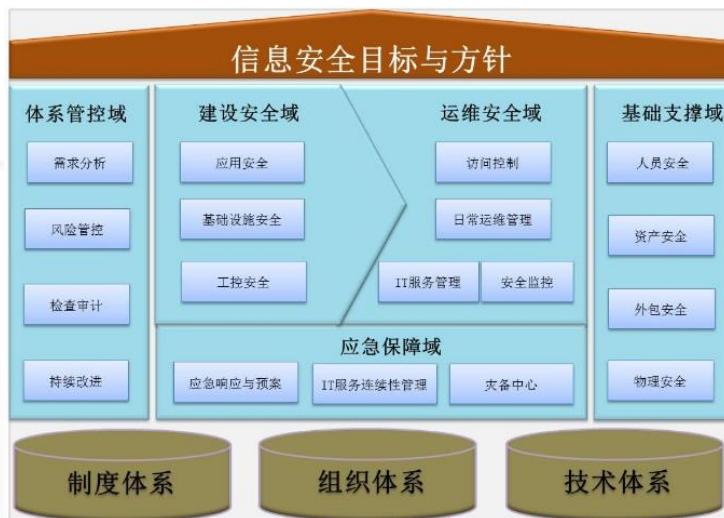 信息安全目标与方针
体系管控域
需求分析
风险管控
检查审计
持续改进
建设安全域
应用安全
基础设施安全
工控安全
运维安全域
访问控制
日常运维管理
IT服务管理
安全监控
应急保障域
应急响应与预案
IT服务连续性管理
灾备中心
基础支撑域
人员安全
资产安全
外包安全
物理安全
制度体系
组织体系
技术体系